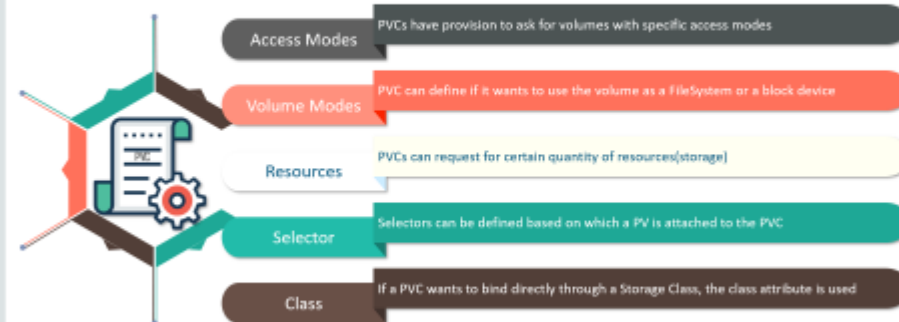 Access Modes
PVCs have provision to ask for volumes with specific access modes
Volume Modes
PVC can define if it wants to use the volume as a FileSystem or a block device
PVC
Resources
PVCs can request for certain quantity of resources(storage)
Selector
Selectors can be defined based on which a PV is attached to the PVC
Class
If a PVC wants to bind directly through a Storage Class, the class attribute is used